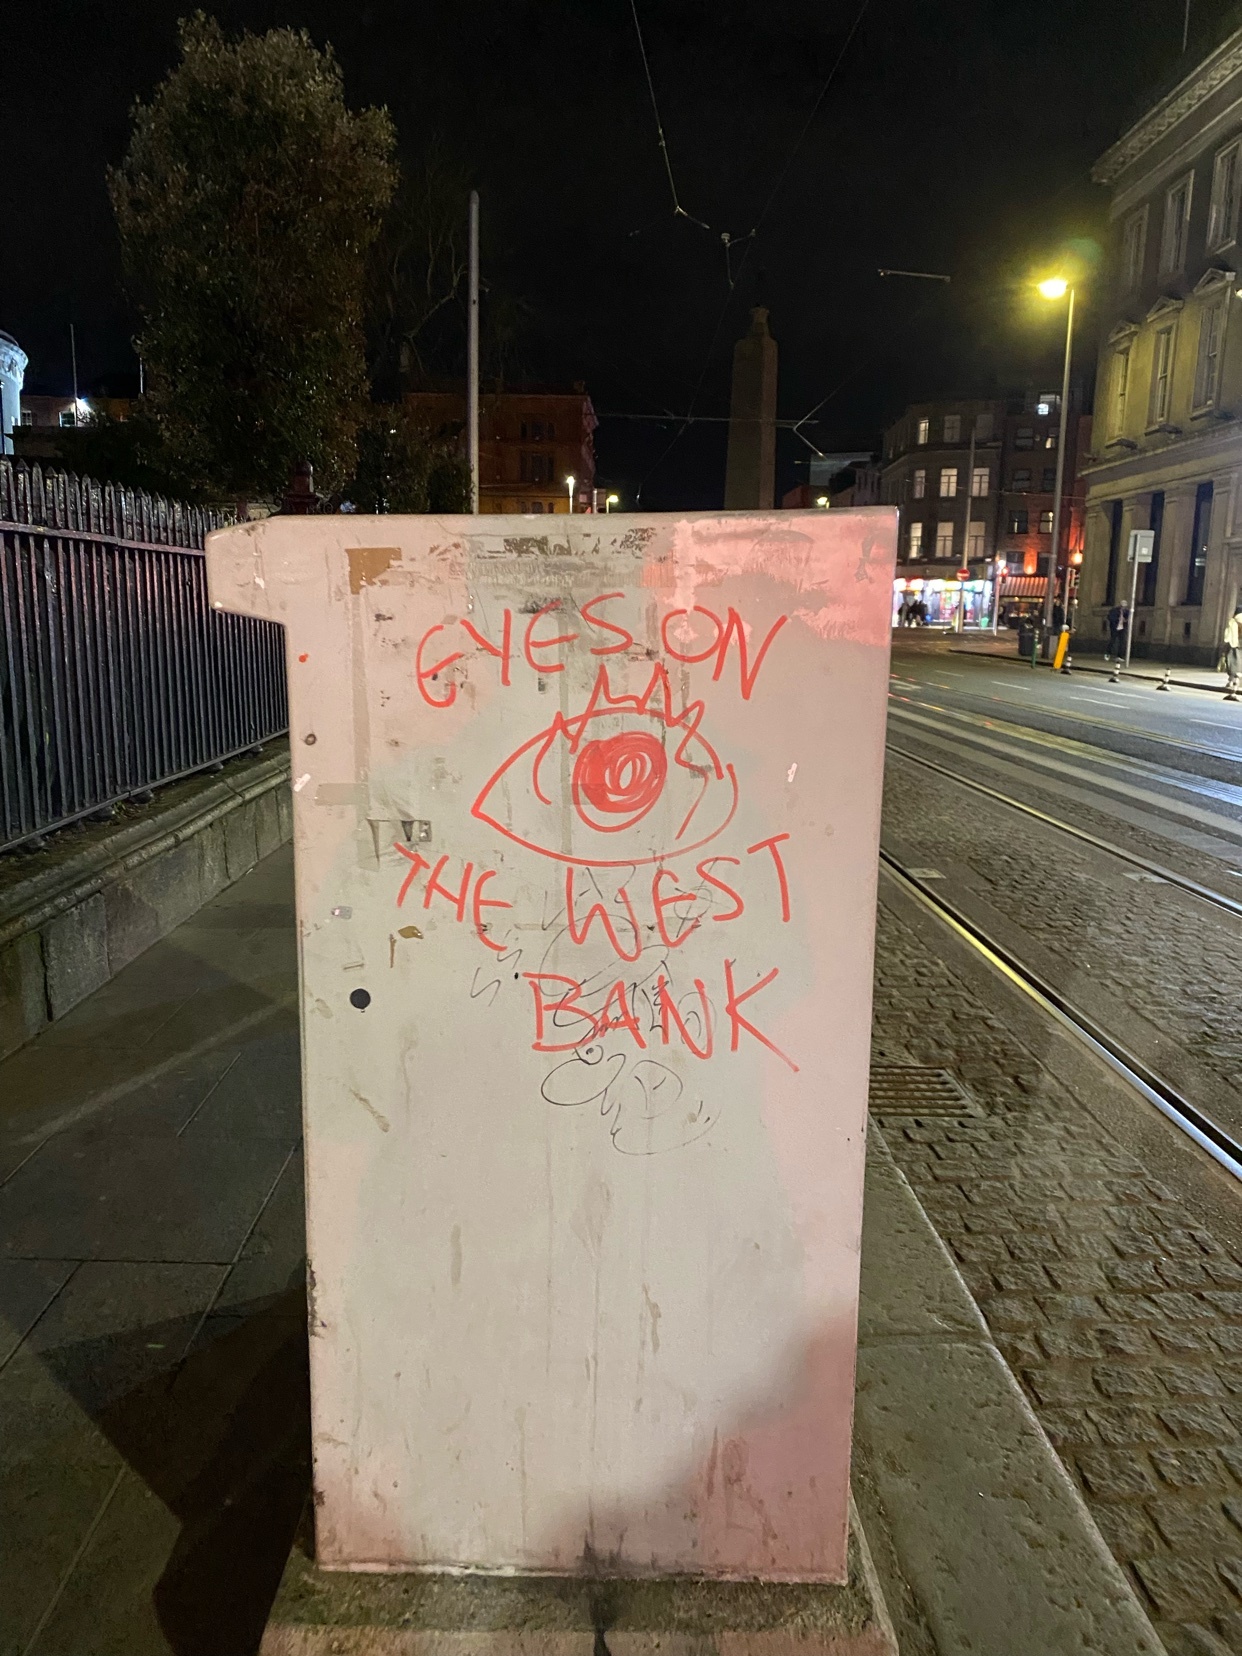 EYES ON
THE WEST
BANK